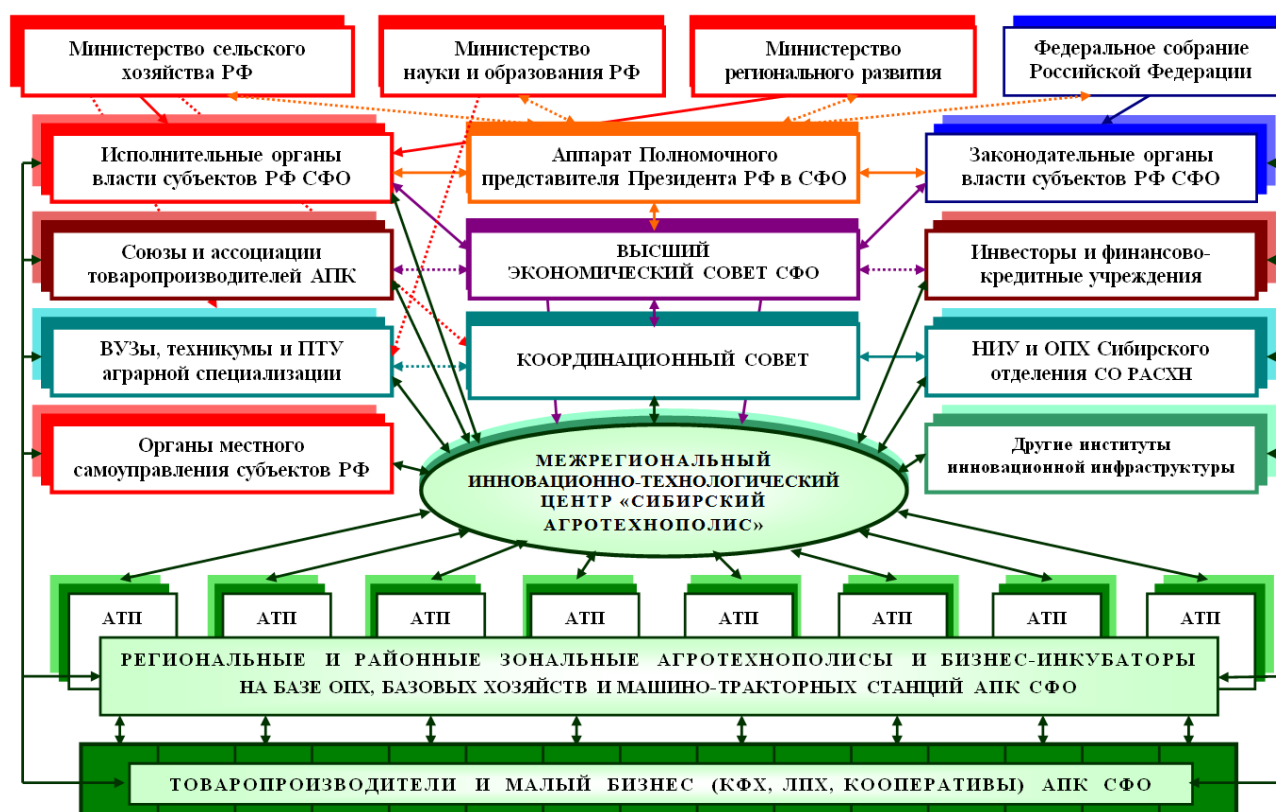 Министерство сельского
хозяйства РФ
Министерство
науки и образования РФ
Министерство
регионального развития
Федеральное собрание
Российской Федерации
Исполнительные органы
власти субъектов РФ СФО
Аппарат Полномочного
представителя Президента РФ в СФО
Законодательные органы
власти субъектов РФ СФО
Союзы и ассоциации
товаропроизводителей АПК
ВЫСШИЙ
ЭКОНОМИЧЕСКИЙ СОВЕТ СФО
Инвесторы и финансово-
кредитные учреждения
ВУЗы, техникумы и ПТУ
аграрной специализации
КООРДИНАЦИОННЫЙ СОВЕТ
НИУ и ОПХ Сибирского
отделения СО РАСХН
Органы местного
самоуправления субъектов РФ
МЕЖРЕГИОНАЛЬНЫЙ
ИННОВАЦИОННО-ТЕХНОЛОГИЧЕСКИЙ
ЦЕНТР «СИБИРСКИЙ
АГРОТЕХНОПОЛИС»
Другие институты
инновационной инфраструктуры
АТП
АТП
АТП
АТП
АТП
АТП
АТП
АТП
РЕГИОНАЛЬНЫЕ И РАЙОННЫЕ ЗОНАЛЬНЫЕ АГРОТЕХНОПОЛИСЫ И БИЗНЕС-ИНКУБАТОРЫ
НА БАЗЕ ОПХ, БАЗОВЫХ ХОЗЯЙСТВ И МАШИНО-ТРАКТОРНЫХ СТАНЦИЙ АПК СФО
ТОВАРОПРОИЗВОДИТЕЛИ И МАЛЫЙ БИЗНЕС (КФХ, ЛПХ, КООПЕРАТИВЫ) АПК СФО